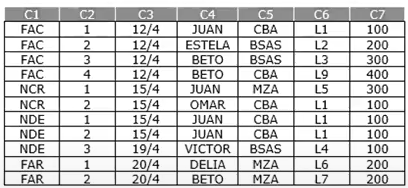 C1 C2 C3 C4 C5 C6 C7
FAC 1 12/4 JUAN CBA L1 100
FAC 2 12/4 ESTELA BSAS L2 200
FAC 3 12/4 BETO BSAS L3 300
FAC 4 12/4 BETO CBA L9 400
NCR 1 15/4 JUAN MZA L5 300
NCR 2 15/4 OMAR CBA L1 100
NDE 1 15/4 JUAN CBA L1 100
NDE 2 15/4 JUAN CBA L1 100
NDE 3 19/4 VICTOR BSAS L4 100
FAR 1 20/4 DELIA MZA L6 200
FAR 2 20/4 BETO MZA L7 200